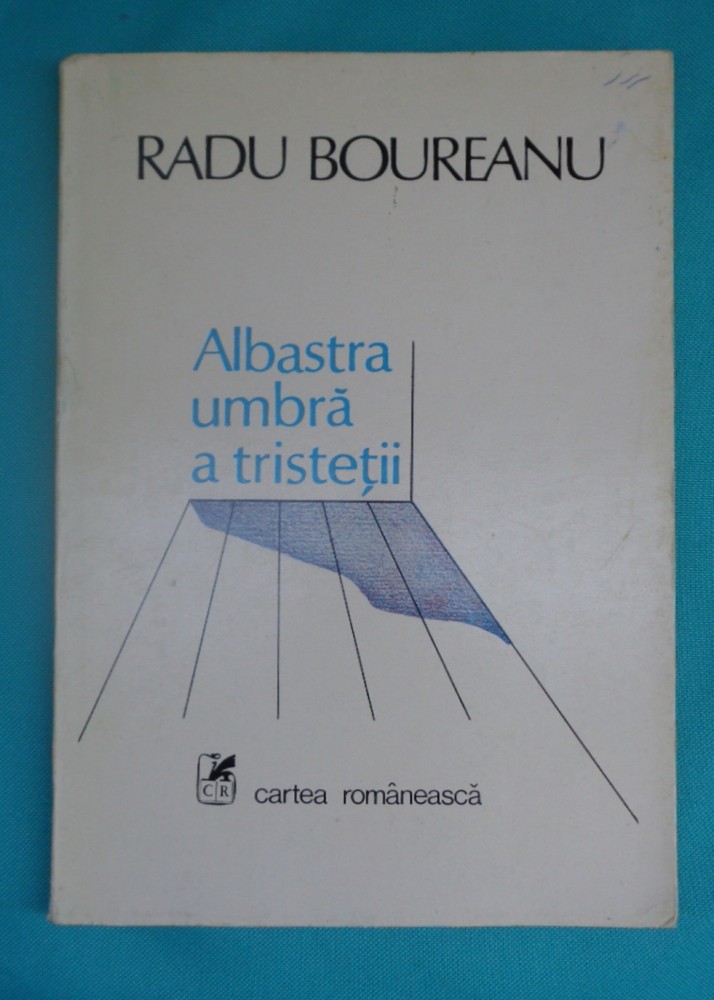 RADU BOUREANU
Albastra
umbră
a tristeții
CR
cartea românească